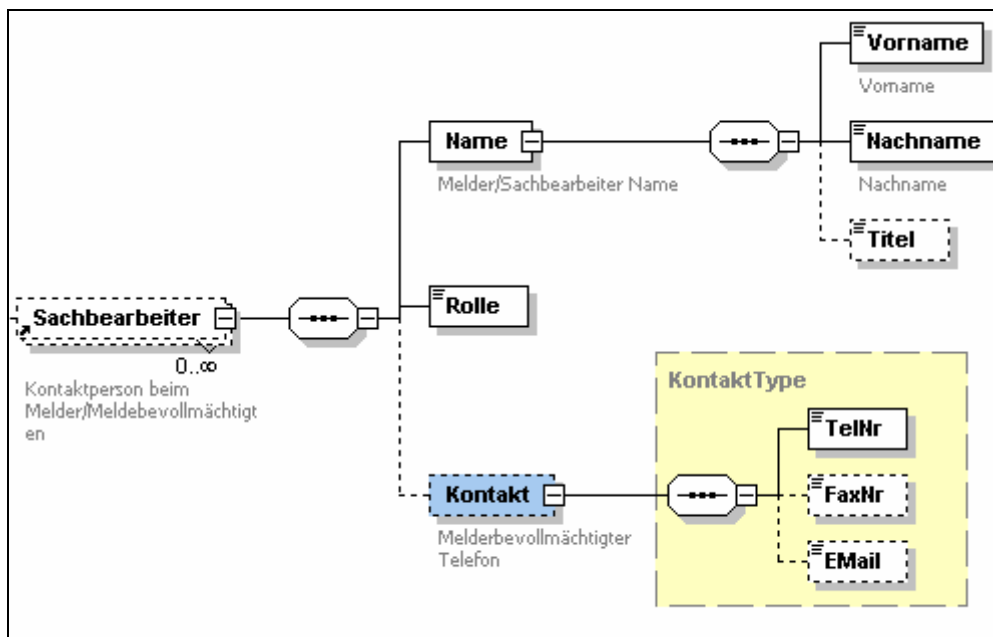 Vorname
Vorname
Name
Melder/Sachbearbeiter Name
Nachname
Nachname
Titel
Sachbearbeiter
0..∞
Kontaktperson beim
Melder/Meldebevollmächtigt
en
Rolle
KontaktType
TelNr
Kontakt
Melderbevollmächtigter
Telefon
FaxNr
EMail